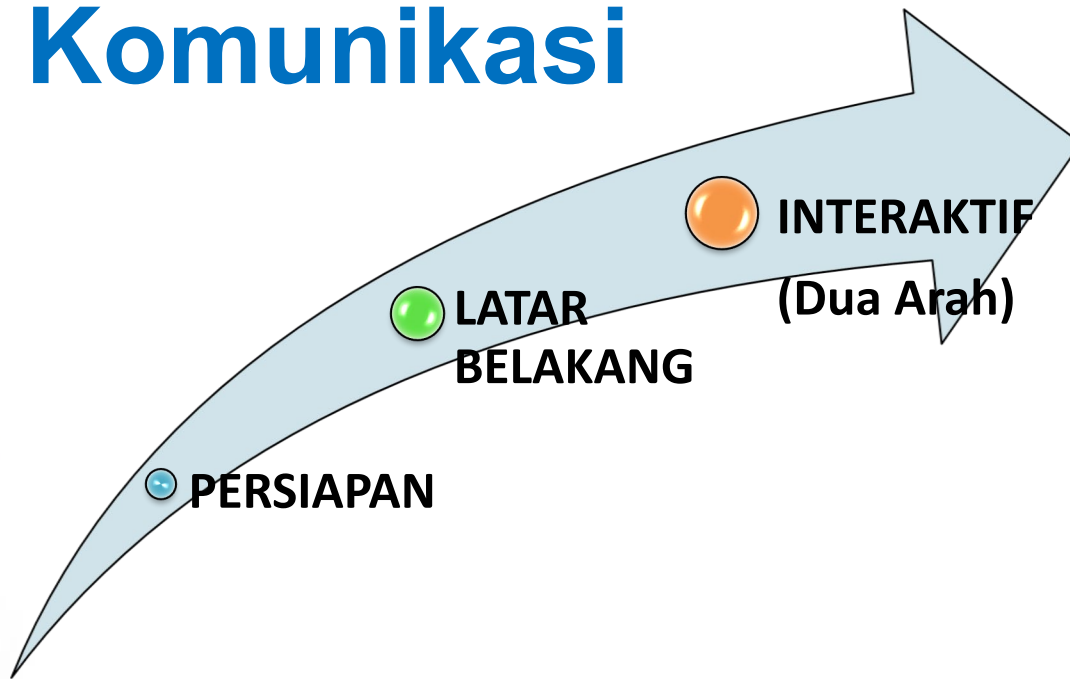 Komunikasi
INTERAKTIF
(Dua Arah)
LATAR
BELAKANG
PERSIAPAN